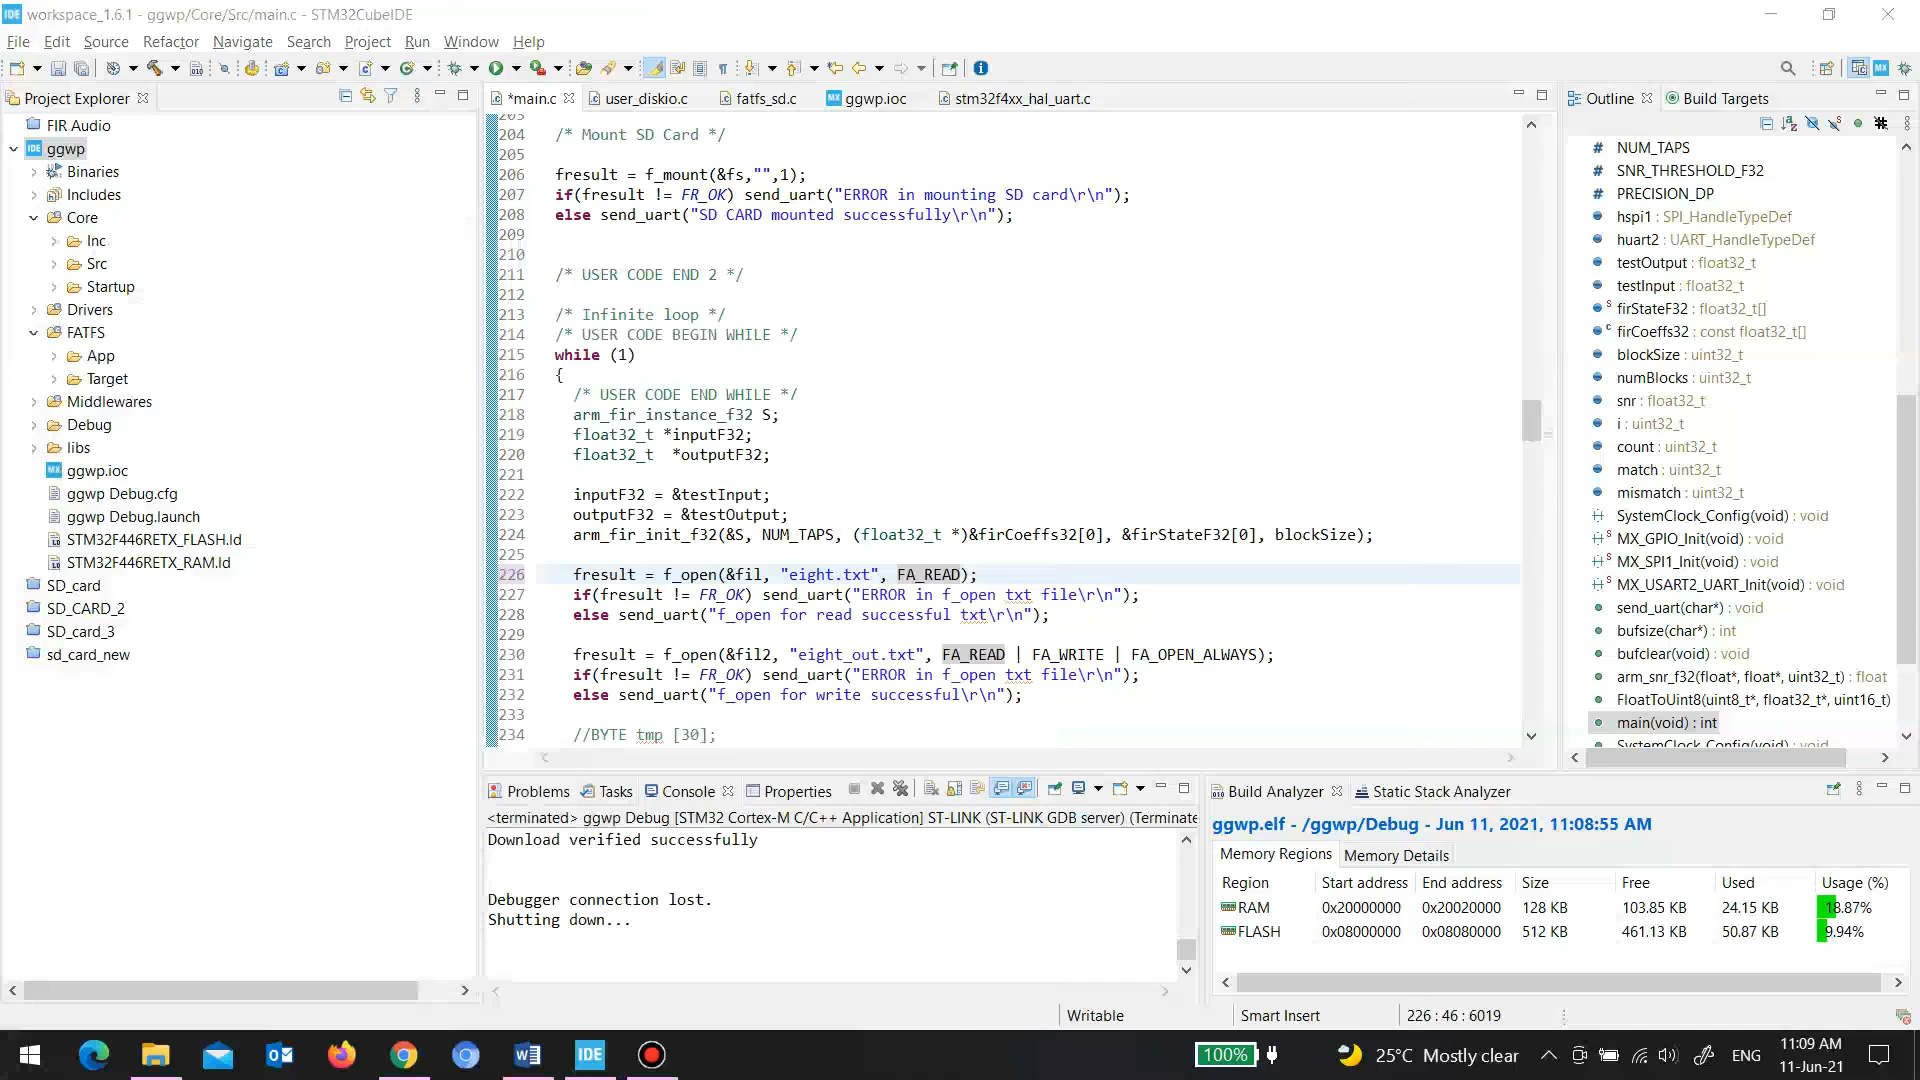 IDE workspace_1.6.1 - ggwp/Core/Src/main.c - STM32CubeIDE
File Edit Source Refactor Navigate Search Project Run Window Help
Project Explorer
FIR Audio
IDE ggwp
Binaries
Includes
Core
Inc
Src
Startup
Drivers
FATFS
App
Target
Middlewares
Debug
libs
MX ggwp.ioc
ggwp Debug.cfg
ggwp Debug.launch
STM32F446RETX_FLASH.ld
STM32F446RETX_RAM.ld
SD_card
SD_CARD_2
SD_card_3
sd_card_new
*main.c user_diskio.c fatfs_sd.c MX ggwp.ioc stm32f4xx_hal_uart.c
203
204 /* Mount SD Card */
205
206 fresult = f_mount(&fs,"",1);
207 if(fresult != FR_OK) send_uart("ERROR in mounting SD card\r\n");
208 else send_uart("SD CARD mounted successfully\r\n");
209
210
211 /* USER CODE END 2 */
212
213 /* Infinite loop */
214 /* USER CODE BEGIN WHILE */
215 while (1)
216 {
217 /* USER CODE END WHILE */
218 arm_fir_instance_f32 S;
219 float32_t *inputF32;
220 float32_t  *outputF32;
221
222 inputF32 = &testInput;
223 outputF32 = &testOutput;
224 arm_fir_init_f32(&S, NUM_TAPS, (float32_t *)&firCoeffs32[0], &firStateF32[0], blockSize);
225
226 fresult = f_open(&fil, "eight.txt", FA_READ);
227 if(fresult != FR_OK) send_uart("ERROR in f_open txt file\r\n");
228 else send_uart("f_open for read successful txt\r\n");
229
230 fresult = f_open(&fil2, "eight_out.txt", FA_READ | FA_WRITE | FA_OPEN_ALWAYS);
231 if(fresult != FR_OK) send_uart("ERROR in f_open txt file\r\n");
232 else send_uart("f_open for write successful\r\n");
233
234 //BYTE tmp [30];
Outline Build Targets
# NUM_TAPS
# SNR_THRESHOLD_F32
# PRECISION_DP
hspi1 : SPI_HandleTypeDef
huart2 : UART_HandleTypeDef
testOutput : float32_t
testInput : float32_t
S firStateF32 : float32_t[]
c firCoeffs32 : const float32_t[]
blockSize : uint32_t
numBlocks : uint32_t
snr : float32_t
i : uint32_t
count : uint32_t
match : uint32_t
mismatch : uint32_t
SystemClock_Config(void) : void
S MX_GPIO_Init(void) : void
S MX_SPI1_Init(void) : void
S MX_USART2_UART_Init(void) : void
send_uart(char*) : void
bufsize(char*) : int
bufclear(void) : void
arm_snr_f32(float*, float*, uint32_t) : float
FloatToUint8(uint8_t*, float32_t*, uint16_t)
main(void) : int
SystemClock_Config(void) : void
Problems Tasks Console Properties
<terminated> ggwp Debug [STM32 Cortex-M C/C++ Application] ST-LINK (ST-LINK GDB server) (Terminate
Download verified successfully
Debugger connection lost.
Shutting down...
Build Analyzer Static Stack Analyzer
ggwp.elf - /ggwp/Debug - Jun 11, 2021, 11:08:55 AM
Memory Regions Memory Details
Region Start address End address Size Free Used Usage (%)
RAM 0x20000000 0x20020000 128 KB 103.85 KB 24.15 KB 18.87%
FLASH 0x08000000 0x08080000 512 KB 461.13 KB 50.87 KB 9.94%
Writable Smart Insert 226 : 46 : 6019
IDE 100% 25°C Mostly clear ENG 11:09 AM
11-Jun-21